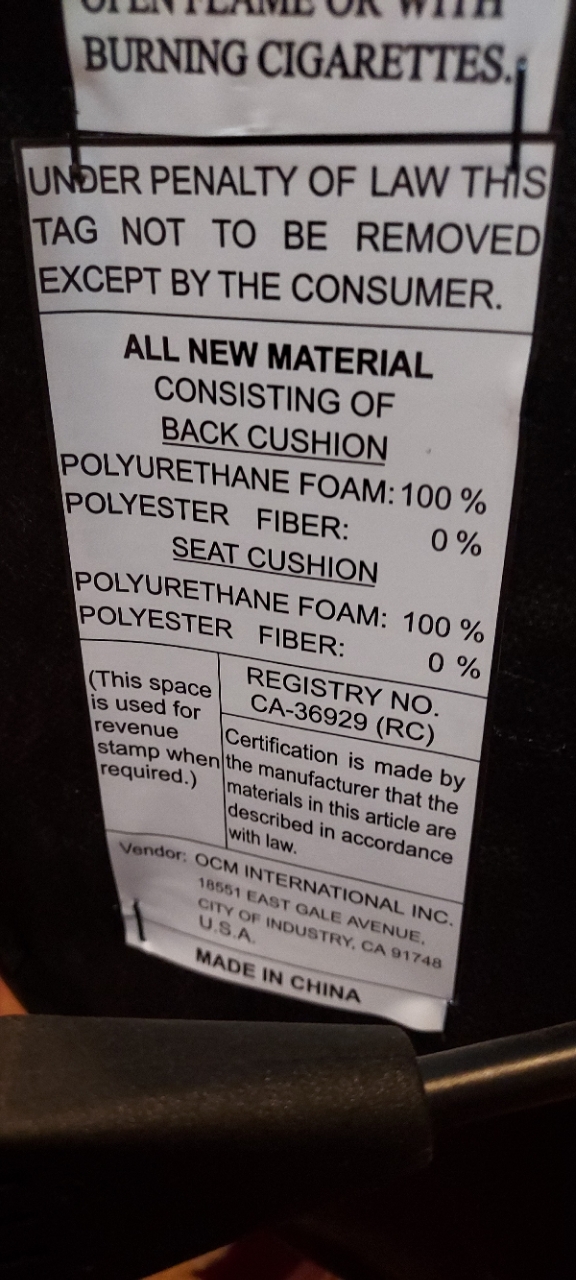 OPEN FLAME OR WITH
BURNING CIGARETTES.
UNDER PENALTY OF LAW THIS
TAG NOT TO BE REMOVED
EXCEPT BY THE CONSUMER.
ALL NEW MATERIAL
CONSISTING OF
BACK CUSHION
POLYURETHANE FOAM: 100 %
POLYESTER FIBER: 0 %
SEAT CUSHION
POLYURETHANE FOAM: 100 %
POLYESTER FIBER: 0 %
(This space
is used for
revenue
stamp when
required.)
REGISTRY NO.
CA-36929 (RC)
Certification is made by
the manufacturer that the
materials in this article are
described in accordance
with law.
Vendor: OCM INTERNATIONAL INC.
18551 EAST GALE AVENUE,
CITY OF INDUSTRY, CA 91748
U.S.A.
MADE IN CHINA